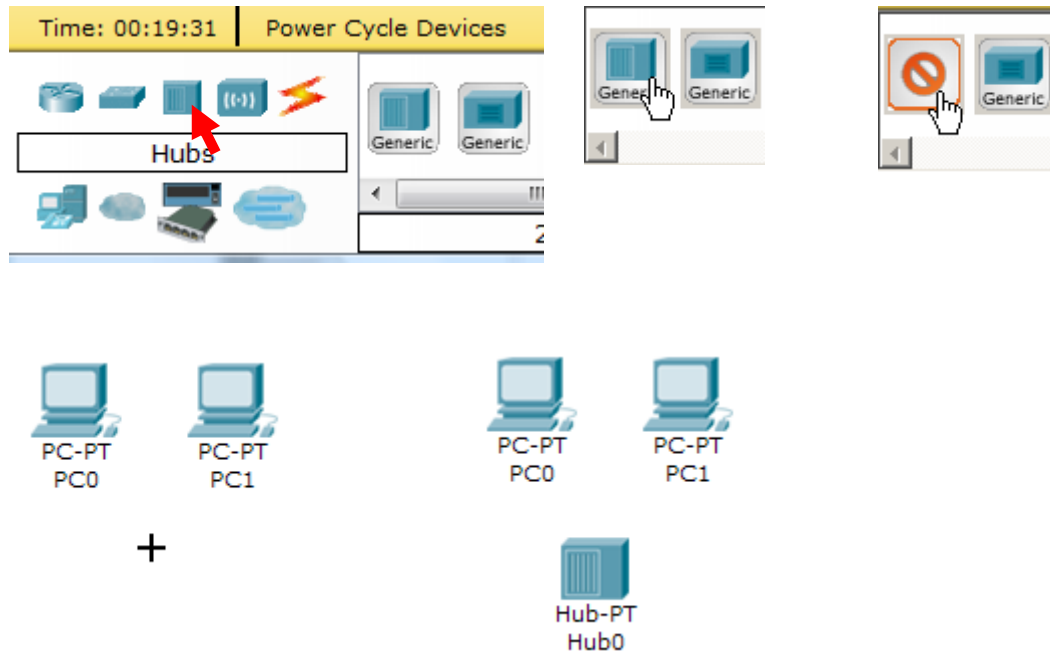 Time: 00:19:31 Power Cycle Devices
Hubs
Generic Generic
Generic
Generic
2
PC-PT PC-PT
PC0 PC1
PC-PT PC-PT
PC0 PC1
Hub-PT
Hub0